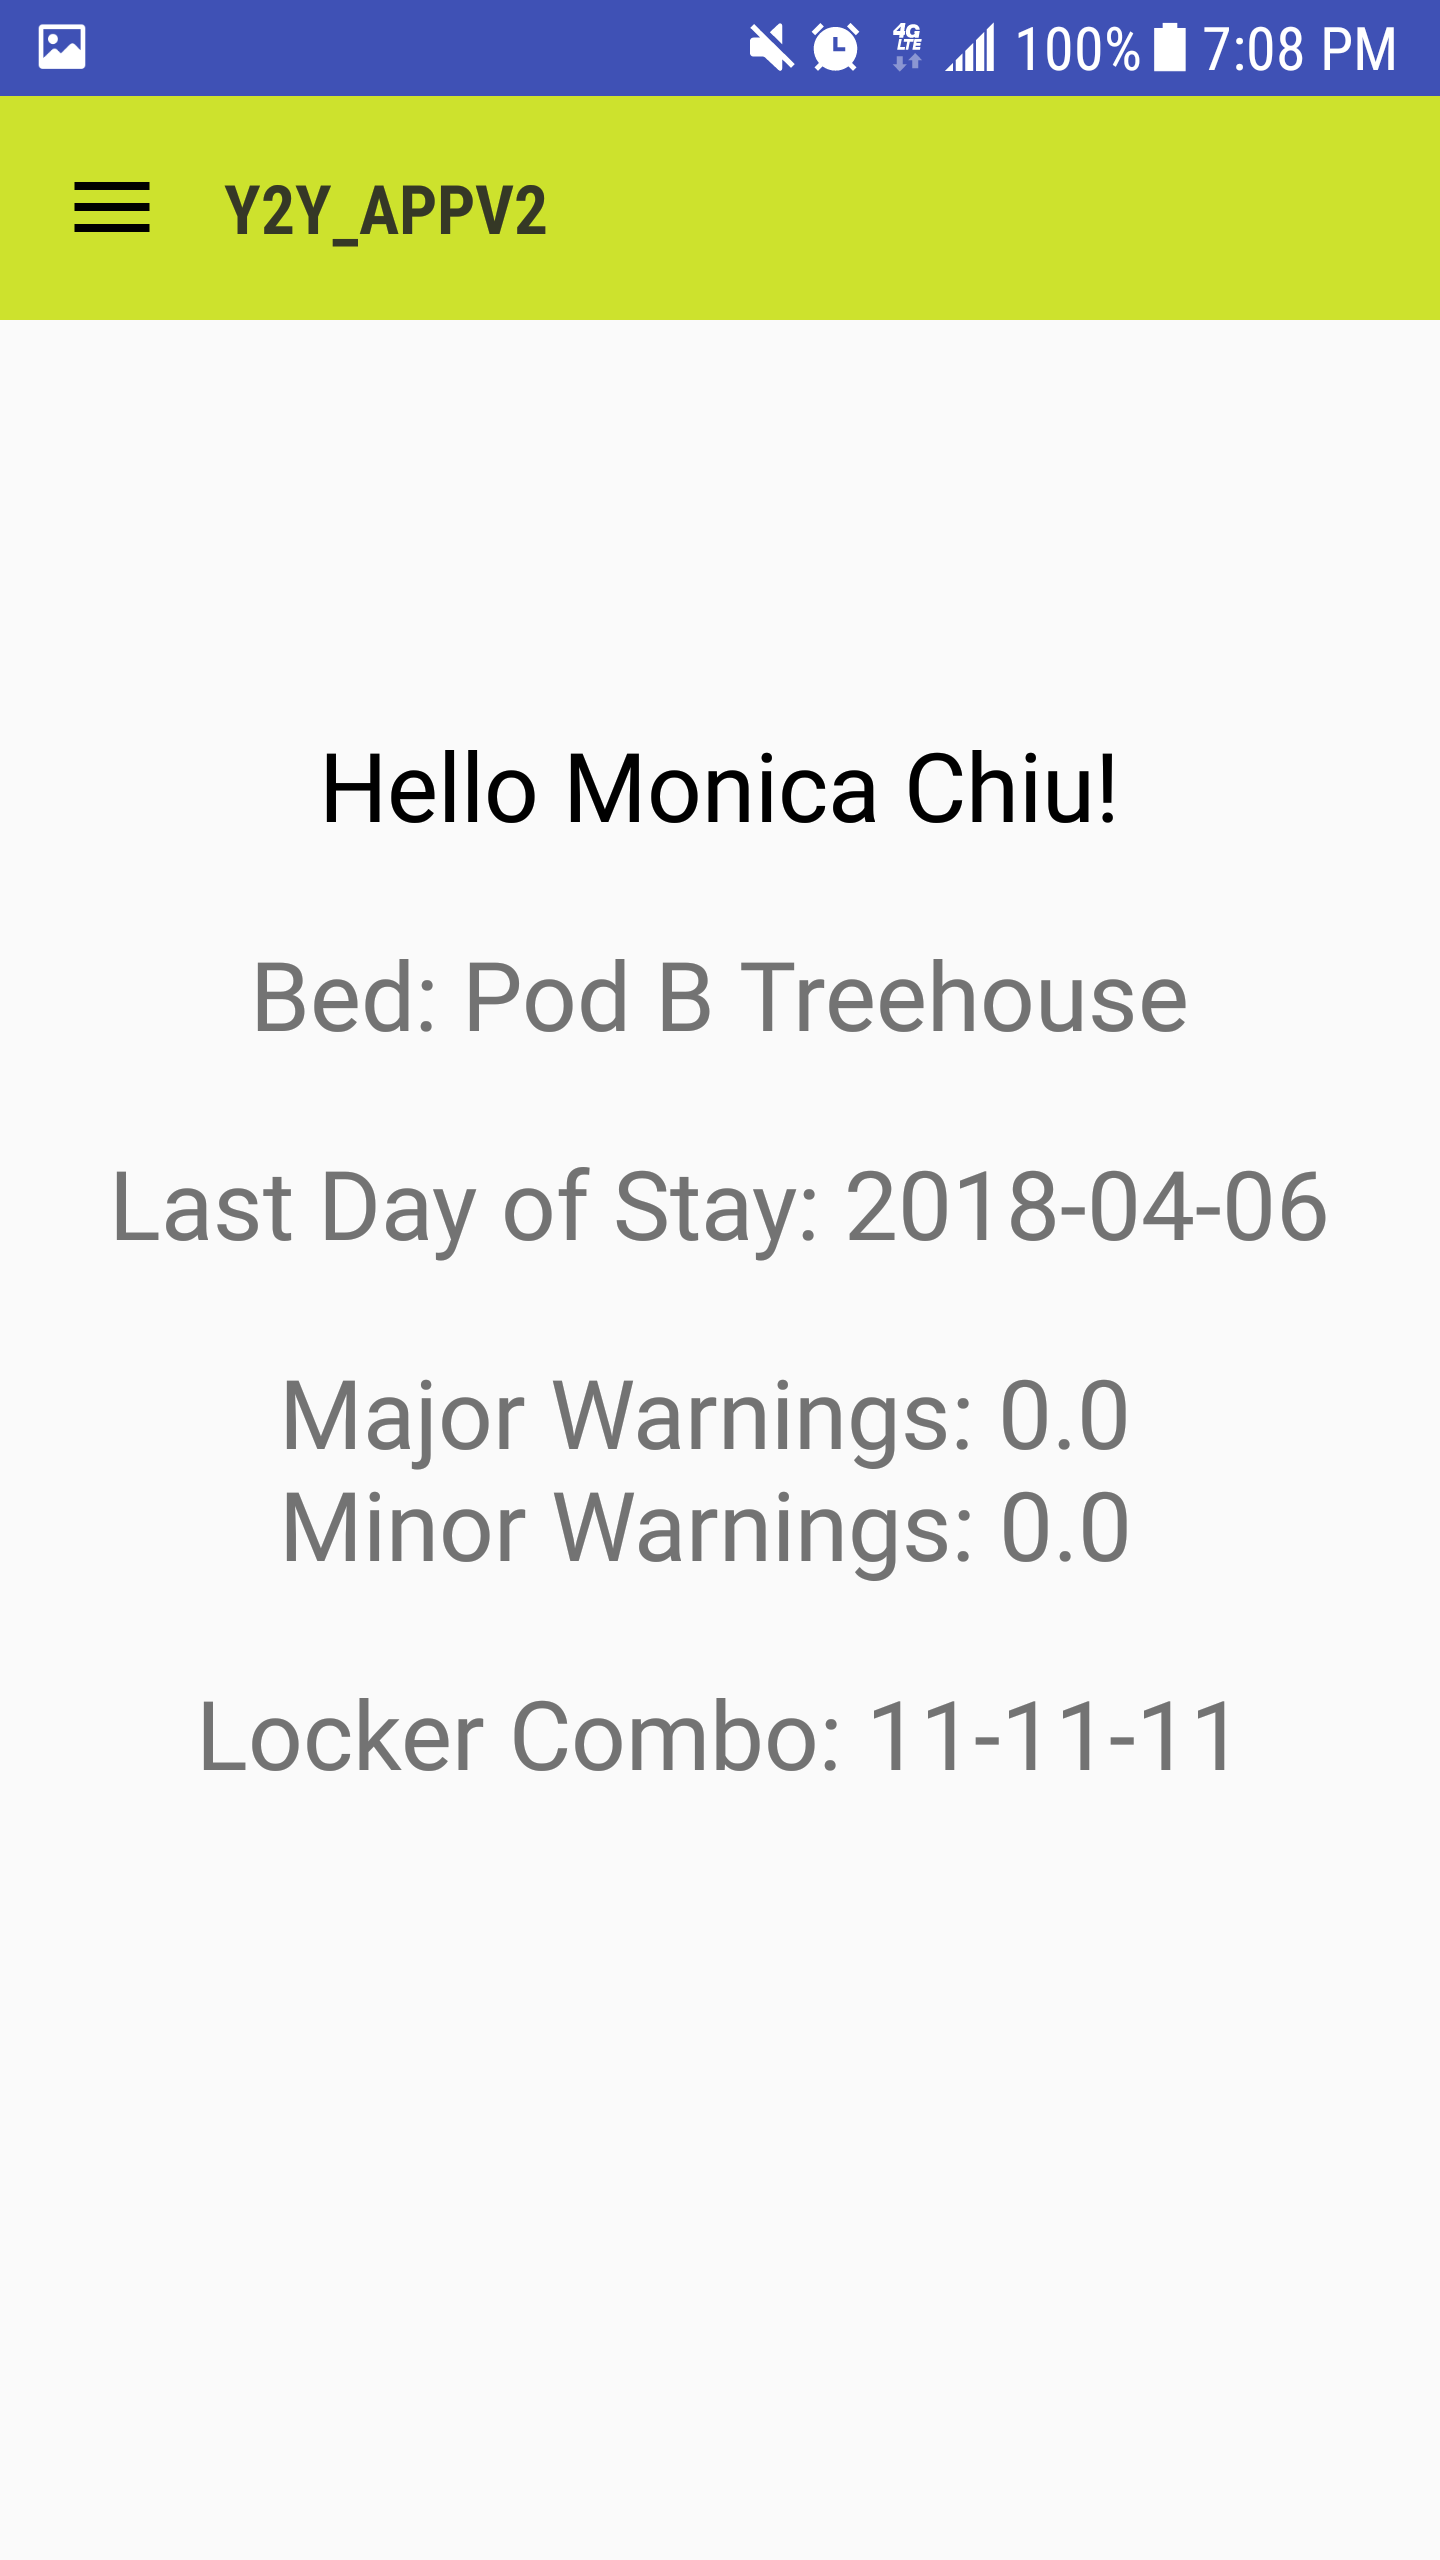 4G
LTE
100%
7:08 PM
Y2Y_APPV2
Hello Monica Chiu!
Bed: Pod B Treehouse
Last Day of Stay: 2018-04-06
Major Warnings: 0.0
Minor Warnings: 0.0
Locker Combo: 11-11-11